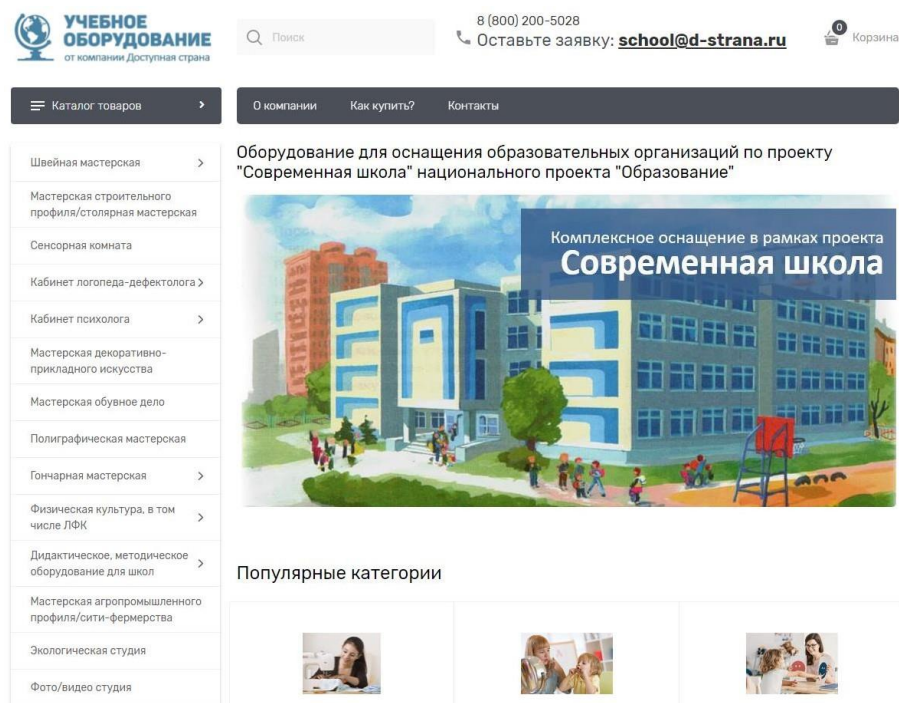 УЧЕБНОЕ
ОБОРУДОВАНИЕ
от компании Доступная страна
Поиск
8 (800) 200-5028
Оставьте заявку: school@d-strana.ru
0
Корзина
Каталог товаров
О компании Как купить? Контакты
Швейная мастерская
Мастерская строительного
профиля/столярная мастерская
Сенсорная комната
Кабинет логопеда-дефектолога
Кабинет психолога
Мастерская декоративно-
прикладного искусства
Мастерская обувное дело
Полиграфическая мастерская
Гончарная мастерская
Физическая культура, в том
числе ЛФК
Дидактическое, методическое
оборудование для школ
Мастерская агропромышленного
профиля/сити-фермерства
Экологическая студия
Фото/видео студия
Оборудование для оснащения образовательных организаций по проекту
"Современная школа" национального проекта "Образование"
Комплексное оснащение в рамках проекта
Современная школа
Популярные категории